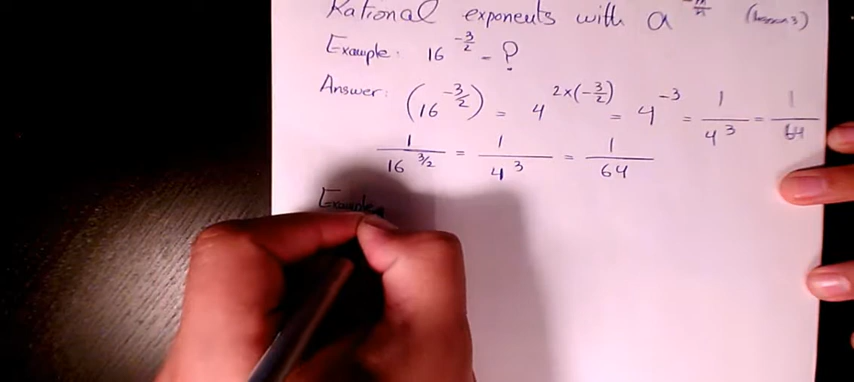 Rational exponents with a^(-m/n) (Lesson 3)
Example: 16^(-3/2) = ?
Answer: (16^(-3/2)) = 4^(2×(-3/2)) = 4^(-3) = 1/4^3 = 1/64
1/16^(3/2) = 1/4^3 = 1/64
Example